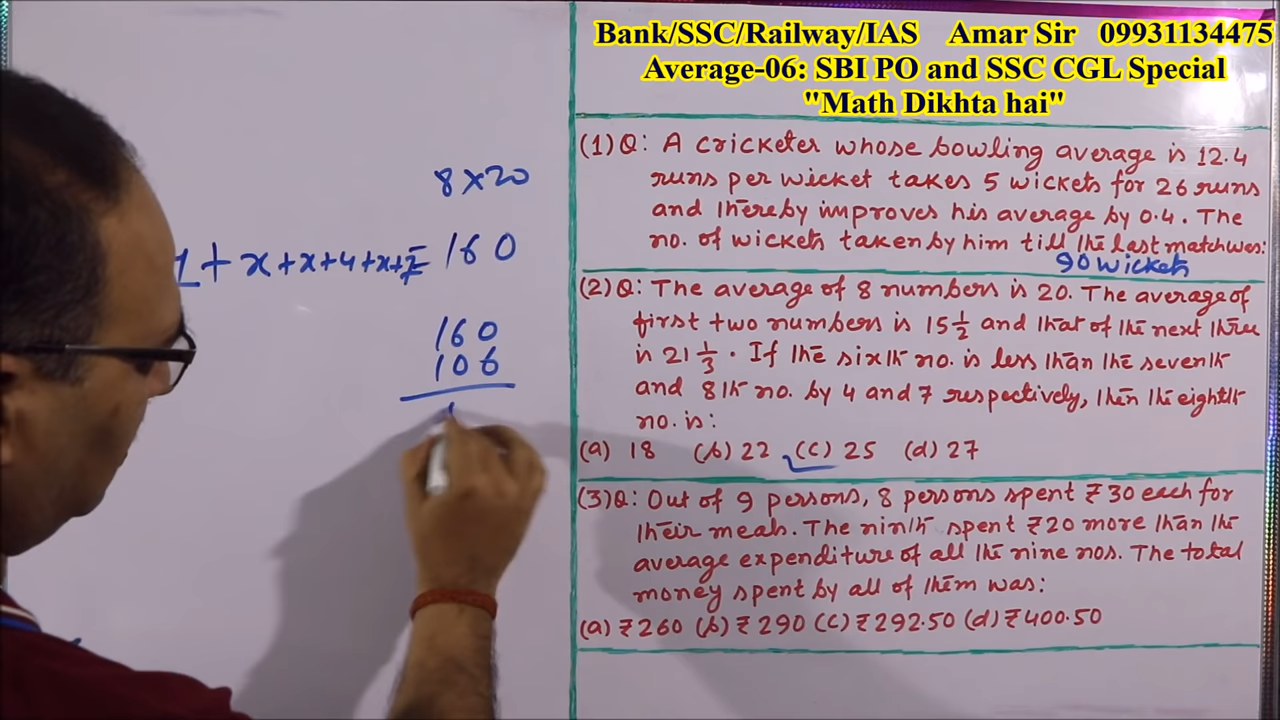 Bank/SSC/Railway/IAS Amar Sir 09931134475
Average-06: SBI PO and SSC CGL Special
"Math Dikhta hai"
8×20
1+x+x+4+x+7=160
160
106
(1)Q: A cricketer whose bowling average is 12.4
runs per wicket takes 5 wickets for 26 runs
and thereby improves his average by 0.4. The
no. of wickets taken by him till the last match was:
90 wickets
(2)Q: The average of 8 numbers is 20. The average of
first two numbers is 15 1/2 and that of the next three
is 21 1/3. If the sixth no. is less than the seventh
and 8th no. by 4 and 7 respectively, then the eighth
no. is:
(a) 18 (b) 22 (c) 25 (d) 27
(3)Q: Out of 9 persons, 8 persons spent ₹30 each for
their meals. The ninth spent ₹20 more than the
average expenditure of all the nine nos. The total
money spent by all of them was:
(a) ₹260 (b) ₹290 (c) ₹292.50 (d) ₹400.50